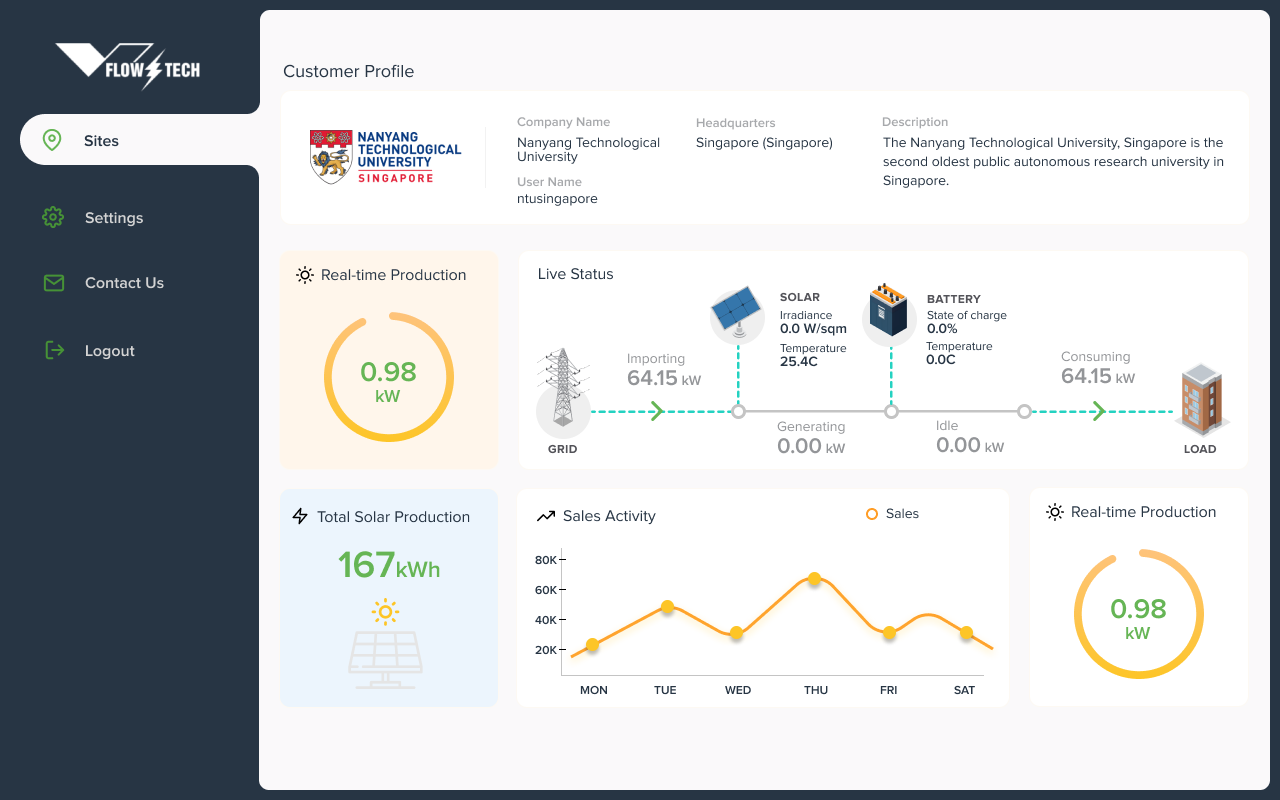 FLOW TECH
Sites
Settings
Contact Us
Logout
Customer Profile
NANYANG
TECHNOLOGICAL
UNIVERSITY
SINGAPORE
Company Name
Nanyang Technological
University
User Name
ntusingapore
Headquarters
Singapore (Singapore)
Description
The Nanyang Technological University, Singapore is the
second oldest public autonomous research university in
Singapore.
Real-time Production
0.98
kW
Live Status
SOLAR
Irradiance
0.0 W/sqm
Temperature
25.4C
BATTERY
State of charge
0.0%
Temperature
0.0C
Importing
64.15 kW
Consuming
64.15 kW
Generating
0.00 kW
Idle
0.00 kW
GRID
LOAD
Total Solar Production
167kWh
Sales Activity
Sales
80K
60K
40K
20K
MON TUE WED THU FRI SAT
Real-time Production
0.98
kW